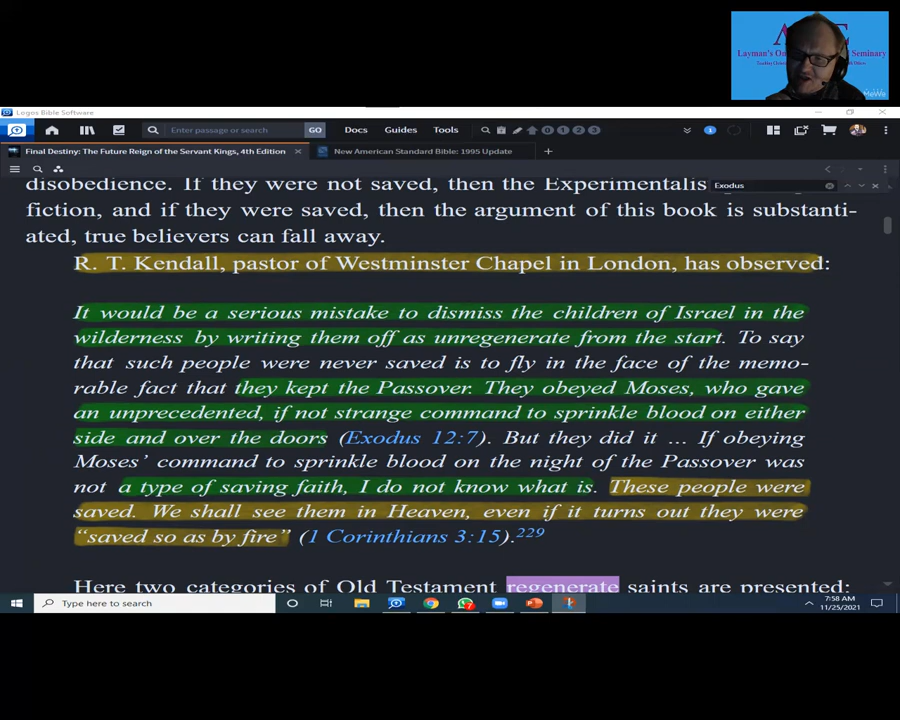 Layman's On Seminary
MeWe
Logos Bible Software
Enter passage or search GO Docs Guides Tools 0 1 2 3
Final Destiny: The Future Reign of the Servant Kings, 4th Edition New American Standard Bible: 1995 Update
Exodus
disobedience. If they were not saved, then the Experimentalis
fiction, and if they were saved, then the argument of this book is substanti-
ated, true believers can fall away.
R. T. Kendall, pastor of Westminster Chapel in London, has observed:
It would be a serious mistake to dismiss the children of Israel in the
wilderness by writing them off as unregenerate from the start. To say
that such people were never saved is to fly in the face of the memo-
rable fact that they kept the Passover. They obeyed Moses, who gave
an unprecedented, if not strange command to sprinkle blood on either
side and over the doors (Exodus 12:7). But they did it … If obeying
Moses’ command to sprinkle blood on the night of the Passover was
not a type of saving faith, I do not know what is. These people were
saved. We shall see them in Heaven, even if it turns out they were
“saved so as by fire” (1 Corinthians 3:15).229
Here two categories of Old Testament regenerate saints are presented:
Type here to search
7:58 AM
11/25/2021